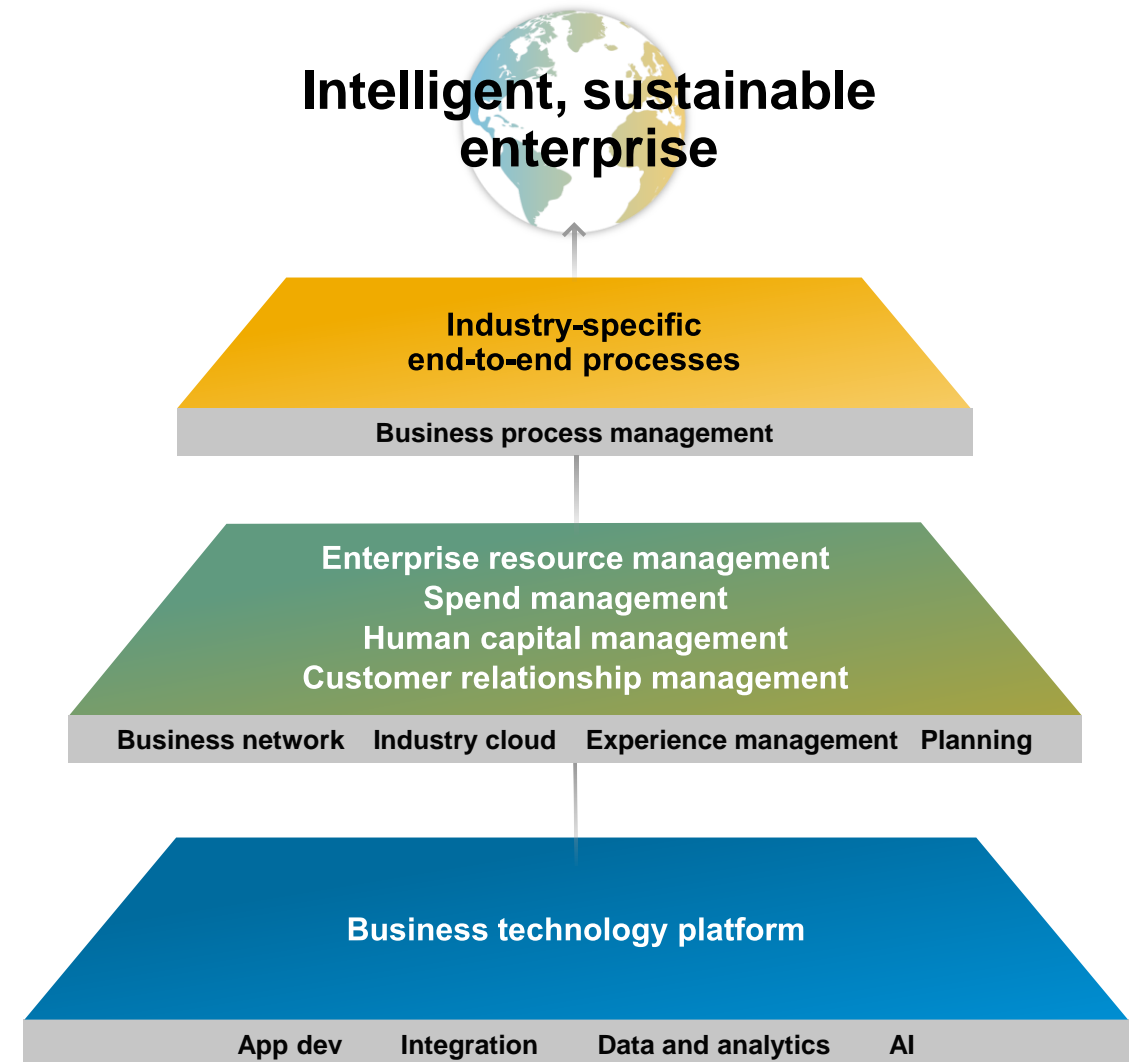 Intelligent, sustainable
enterprise
Industry-specific
end-to-end processes
Business process management
Enterprise resource management
Spend management
Human capital management
Customer relationship management
Business network Industry cloud Experience management Planning
Business technology platform
App dev Integration Data and analytics AI